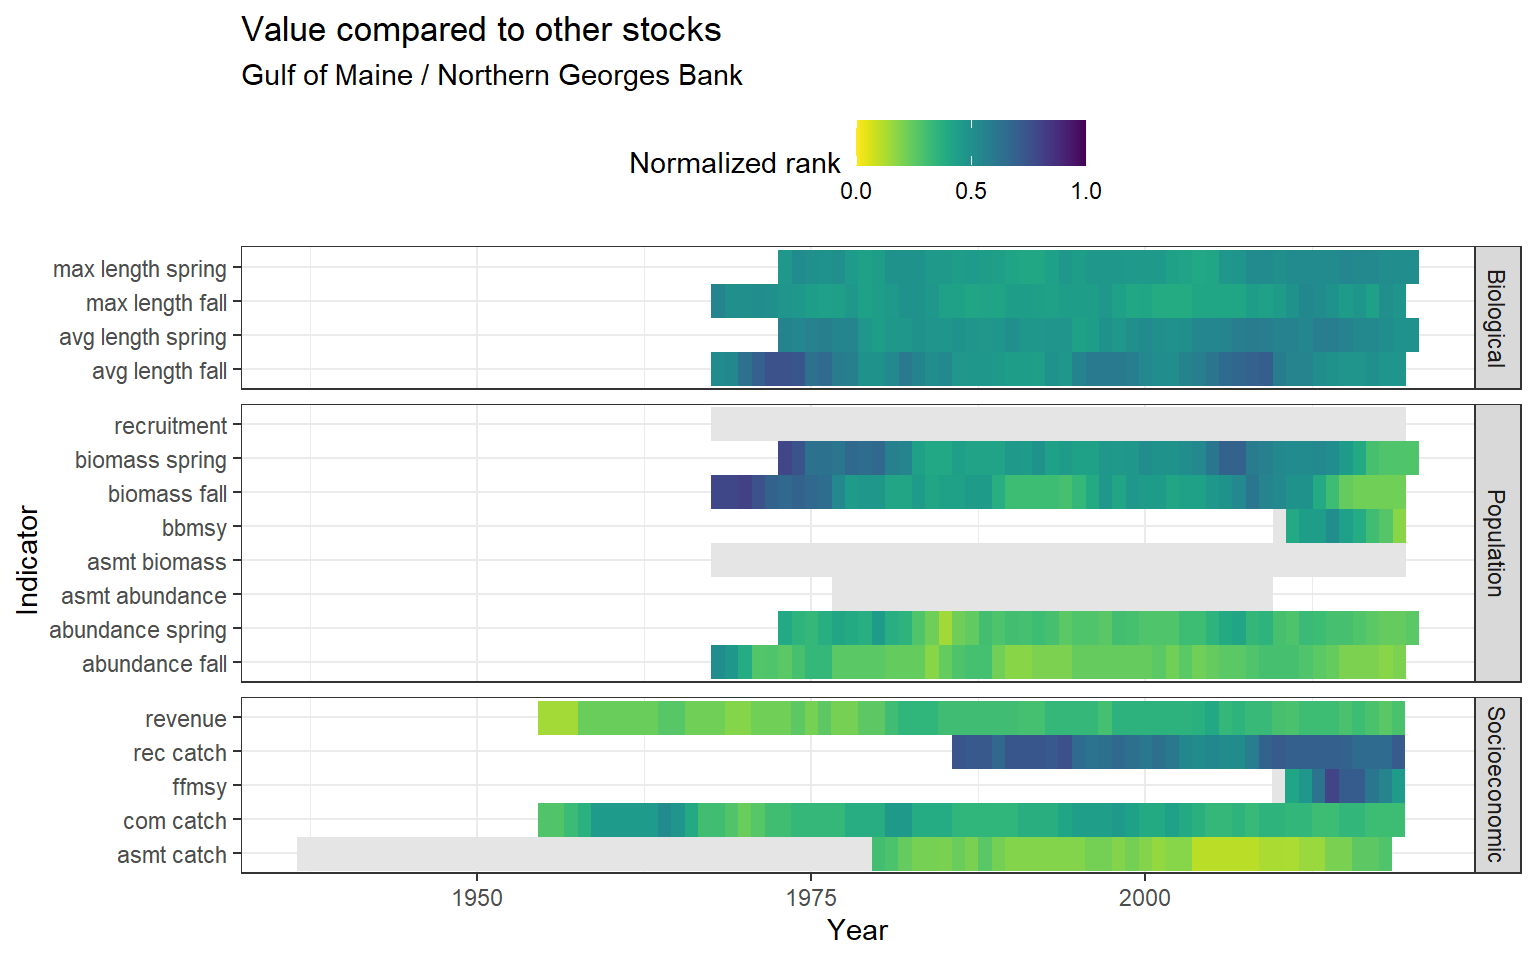 Value compared to other stocks
Gulf of Maine / Northern Georges Bank
Normalized rank
0.0 0.5 1.0
max length spring
max length fall
avg length spring
avg length fall
Biological
recruitment
biomass spring
biomass fall
bbmsy
asmt biomass
asmt abundance
abundance spring
abundance fall
Population
revenue
rec catch
ffmsy
com catch
asmt catch
Socioeconomic
Indicator
1950 1975 2000
Year